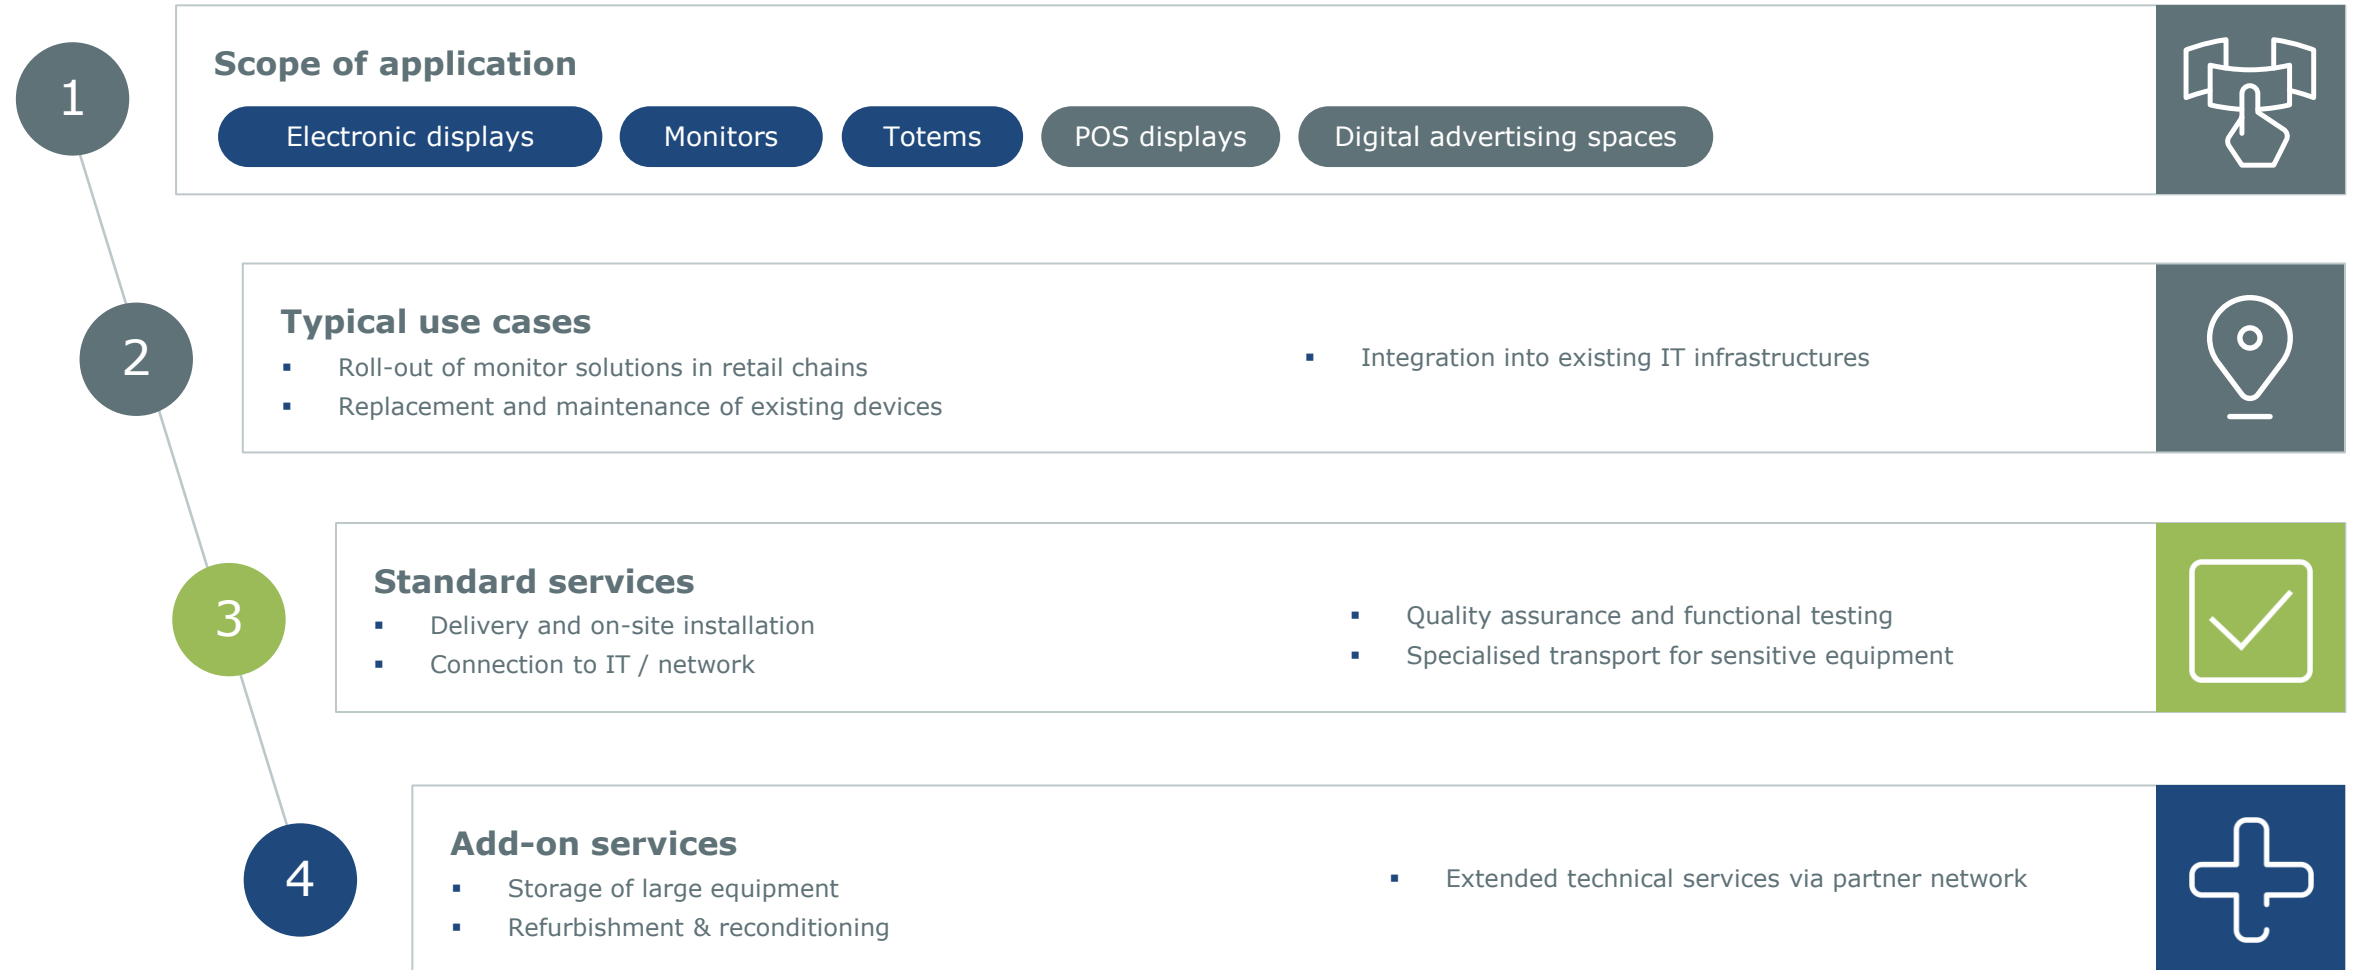 1
Scope of application
Electronic displays
Monitors
Totems
POS displays
Digital advertising spaces
2
Typical use cases
▪ Roll-out of monitor solutions in retail chains
▪ Replacement and maintenance of existing devices
▪ Integration into existing IT infrastructures
3
Standard services
▪ Delivery and on-site installation
▪ Connection to IT / network
▪ Quality assurance and functional testing
▪ Specialised transport for sensitive equipment
4
Add-on services
▪ Storage of large equipment
▪ Refurbishment & reconditioning
▪ Extended technical services via partner network